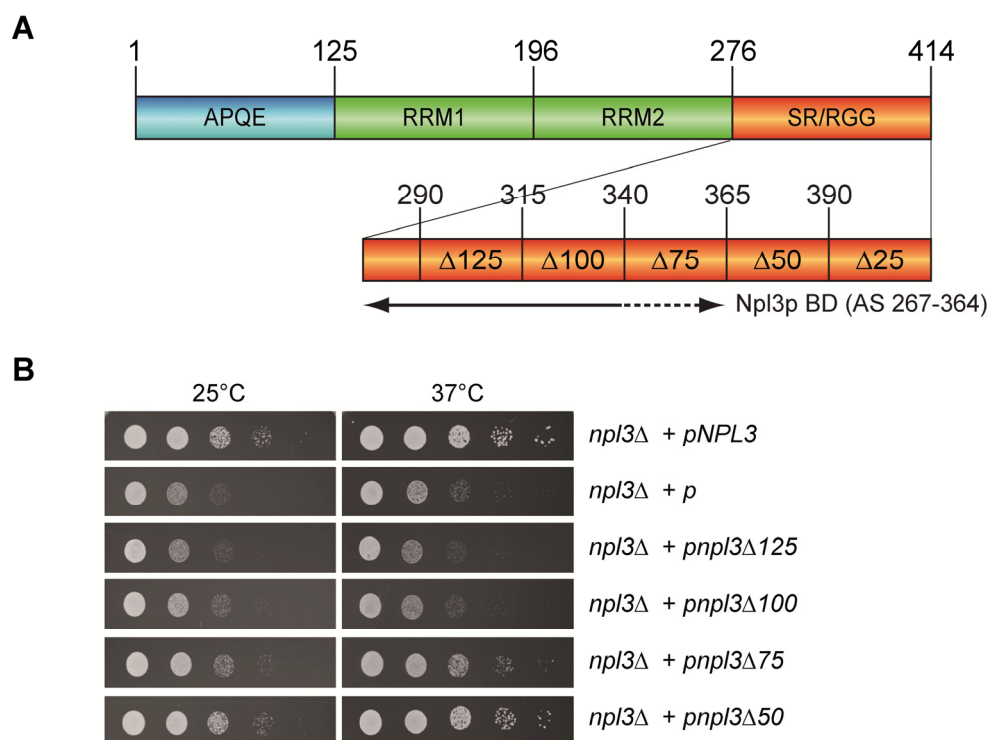 A
1 125 196 276 414
APQE RRM1 RRM2 SR/RGG
290 315 340 365 390
Δ125 Δ100 Δ75 Δ50 Δ25
Npl3p BD (AS 267-364)
B
25°C 37°C
npl3Δ + pNPL3
npl3Δ + p
npl3Δ + pnpl3Δ125
npl3Δ + pnpl3Δ100
npl3Δ + pnpl3Δ75
npl3Δ + pnpl3Δ50